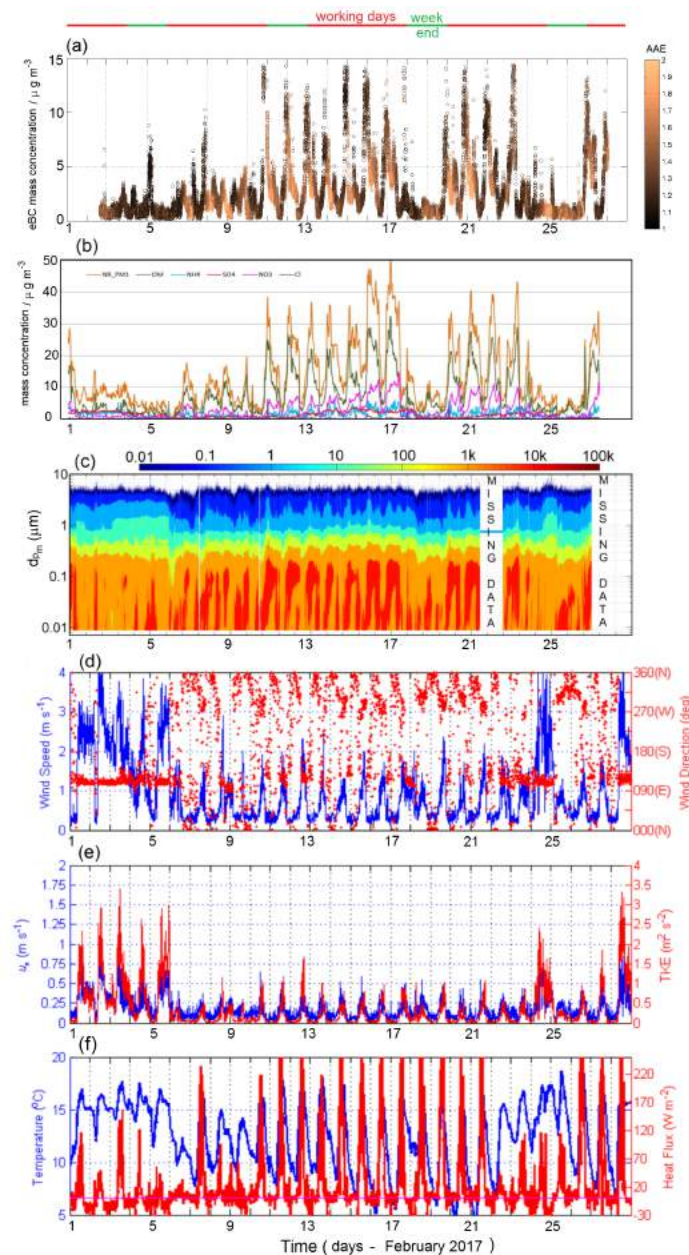 working days week
end
(a)
AAE
eBC mass concentration / μ g m⁻³
15
10
5
0
2
1.9
1.8
1.7
1.6
1.5
1.4
1.3
1.2
1.1
1
1 5 9 13 17 21 25
(b)
mass concentration / μ g m⁻³
50
40
30
20
10
0
NR_PM1 OM NH4 SO4 NO3 Cl
1 5 9 13 17 21 25
(c)
0.01 0.1 1 10 100 1k 10k 100k
dpm (μm)
10
1
0.1
0.01
MISSING DATA
MISSING DATA
1 5 9 13 17 21 25
(d)
Wind Speed (m s⁻¹)
4
3
2
1
0
360(N)
270(W)
180(S)
090(E)
000(N)
Wind Direction (deg)
1 5 9 13 17 21 25
(e)
u* (m s⁻¹)
2
1.75
1.5
1.25
1
0.75
0.5
0.25
0
4
3.5
3
2.5
2
1.5
1
0.5
0
TKE (m² s⁻²)
1 5 9 13 17 21 25
(f)
Temperature (°C)
20
15
10
5
220
170
120
70
20
-30
Heat Flux (W m⁻²)
1 5 9 13 17 21 25
Time ( days - February 2017)